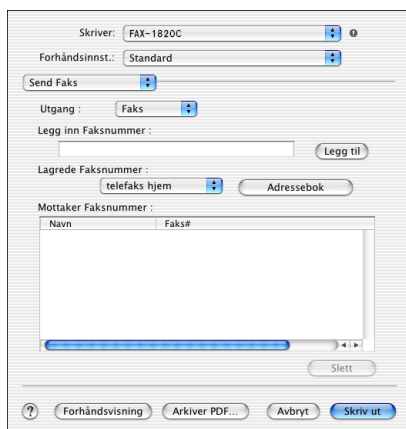 Skriver: FAX-1820C
Forhåndsinnst.: Standard
Send Faks
Utgang : Faks
Legg inn Faksnummer :
Legg til
Lagrede Faksnummer :
telefaks hjem Adressebok
Mottaker Faksnummer :
Navn Faks#
Slett
? Forhåndsvisning Arkiver PDF... Avbryt Skriv ut